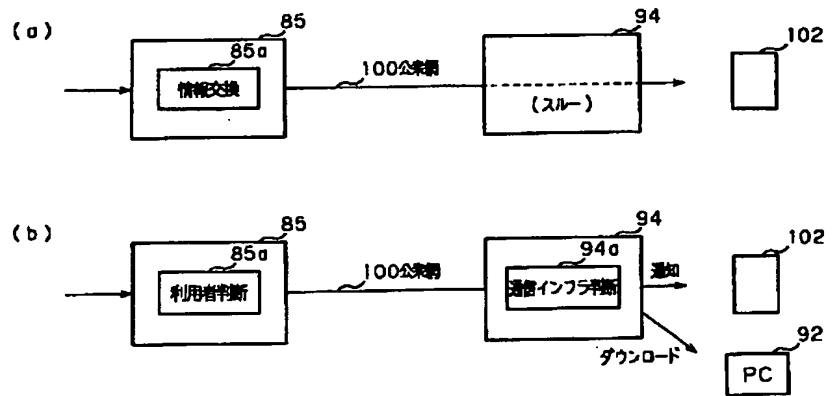 (a)
85
85a
情報交換
100公衆網
94
(スルー)
102
(b)
85
85a
利用者判断
100公衆網
94
94a
通信インフラ判断
通知
102
ダウンロード
92
PC